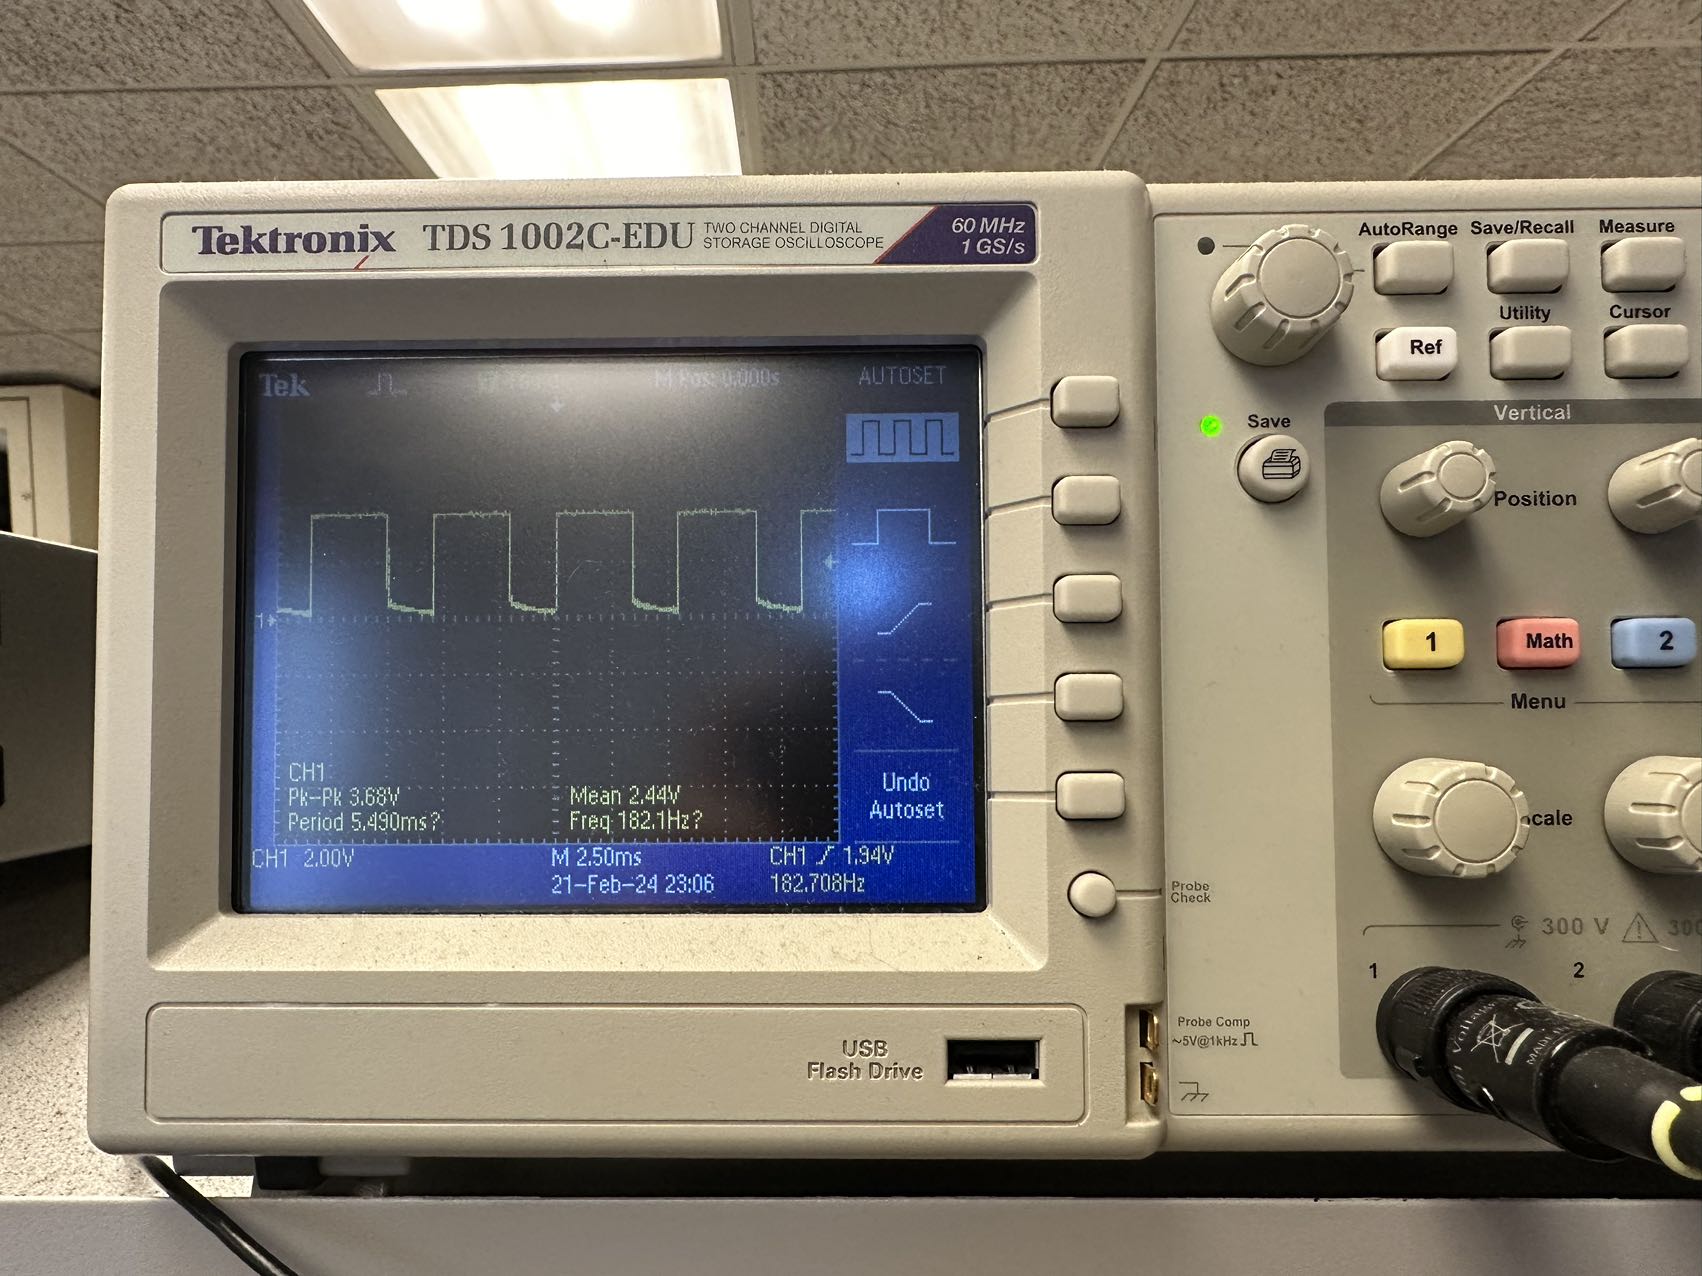 Tektronix TDS 1002C-EDU TWO CHANNEL DIGITAL
STORAGE OSCILLOSCOPE
60 MHz
1 GS/s
Tek
M Pos: 0.000s
AUTOSET
1
CH1
Pk-Pk 3.68V
Mean 2.44V
Period 5.490ms?
Freq 182.1Hz?
Undo
Autoset
CH1 2.00V
M 2.50ms
CH1 1.94V
21-Feb-24 23:06
182.708Hz
USB
Flash Drive
AutoRange
Save/Recall
Measure
Ref
Utility
Cursor
Save
Vertical
Position
1
Math
2
Menu
cale
Probe
Check
300 V
300
1
2
Probe Comp
~5V@1kHz